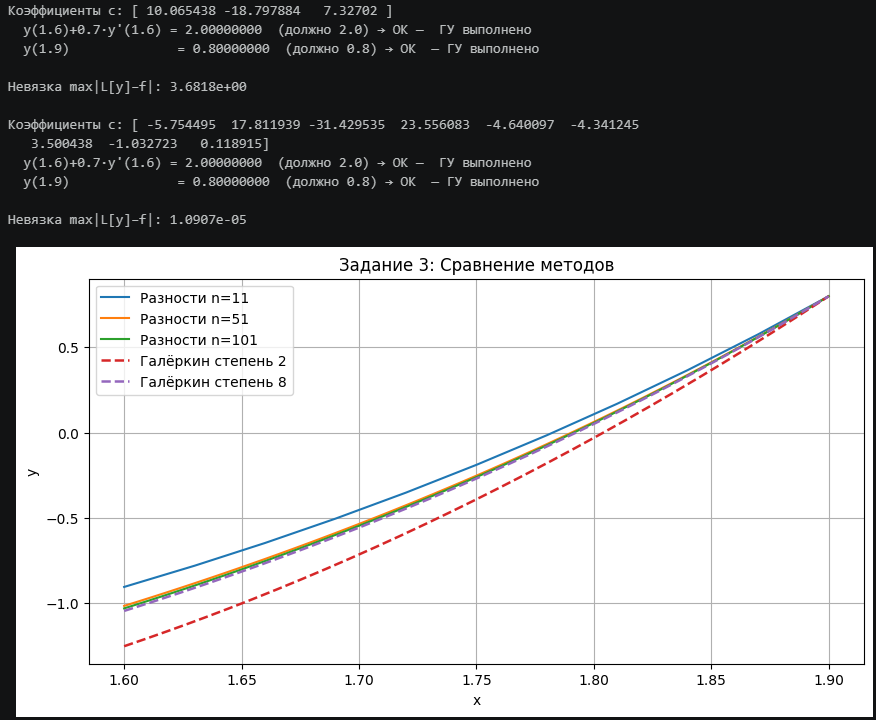 Коэффициенты c: [ 10.065438 -18.797884   7.32702 ]
y(1.6)+0.7·y'(1.6) = 2.00000000  (должно 2.0) → OK —  ГУ выполнено
y(1.9)             = 0.80000000  (должно 0.8) → OK  — ГУ выполнено
Невязка max|L[y]−f|: 3.6818e+00
Коэффициенты c: [ -5.754495  17.811939 -31.429535  23.556083  -4.640097  -4.341245
3.500438  -1.032723   0.118915]
y(1.6)+0.7·y'(1.6) = 2.00000000  (должно 2.0) → OK —  ГУ выполнено
y(1.9)             = 0.80000000  (должно 0.8) → OK  — ГУ выполнено
Невязка max|L[y]−f|: 1.0907e-05
Задание 3: Сравнение методов
Разности n=11
Разности n=51
Разности n=101
Галёркин степень 2
Галёркин степень 8
0.5
0.0
−0.5
−1.0
y
1.60 1.65 1.70 1.75 1.80 1.85 1.90
x